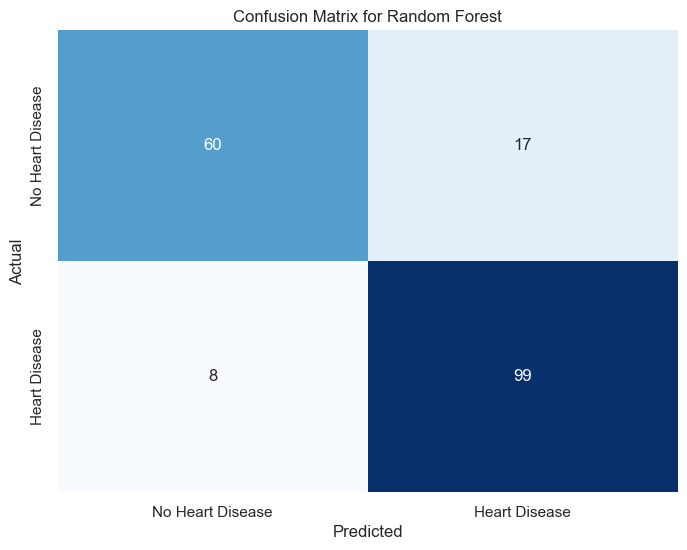 Confusion Matrix for Random Forest
No Heart Disease
60
17
Actual
Heart Disease
8
99
No Heart Disease
Heart Disease
Predicted